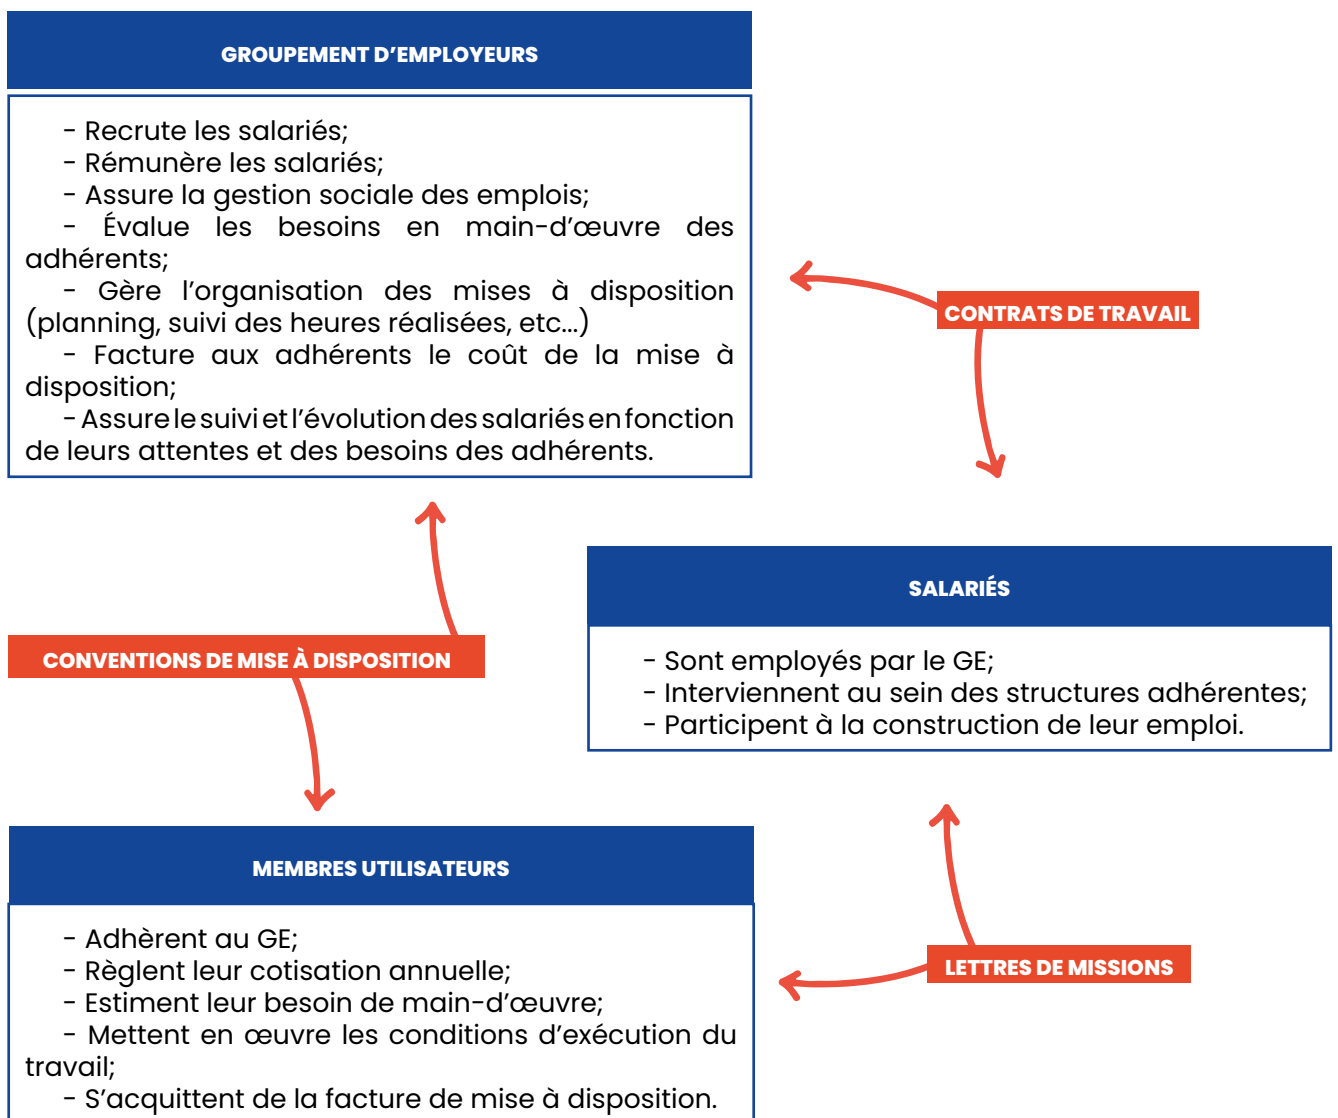 GROUPEMENT D’EMPLOYEURS
- Recrute les salariés;
- Rémunère les salariés;
- Assure la gestion sociale des emplois;
- Évalue les besoins en main-d’œuvre des
adhérents;
- Gère l’organisation des mises à disposition
(planning, suivi des heures réalisées, etc...)
- Facture aux adhérents le coût de la mise à
disposition;
- Assure le suivi et l’évolution des salariés en fonction
de leurs attentes et des besoins des adhérents.
CONTRATS DE TRAVAIL
SALARIÉS
- Sont employés par le GE;
- Interviennent au sein des structures adhérentes;
- Participent à la construction de leur emploi.
CONVENTIONS DE MISE À DISPOSITION
MEMBRES UTILISATEURS
- Adhèrent au GE;
- Règlent leur cotisation annuelle;
- Estiment leur besoin de main-d’œuvre;
- Mettent en œuvre les conditions d’exécution du
travail;
- S’acquittent de la facture de mise à disposition.
LETTRES DE MISSIONS